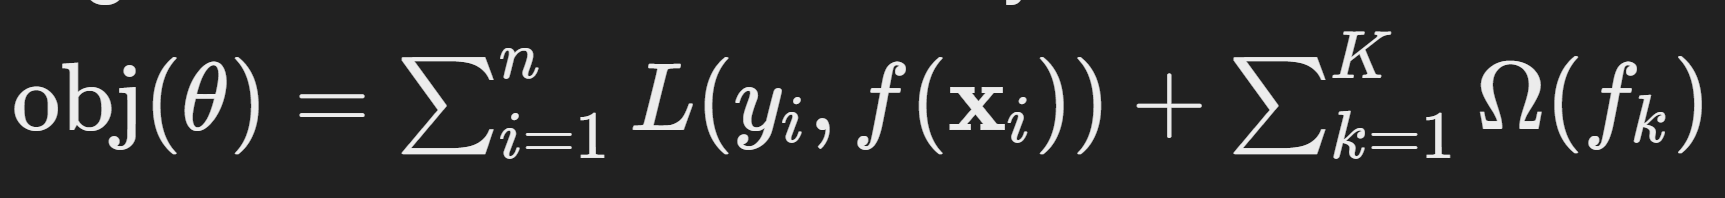 obj(θ) = ∑ⁿᵢ₌₁ L(yᵢ, f(𝐱ᵢ)) + ∑ᴷₖ₌₁ Ω(fₖ)